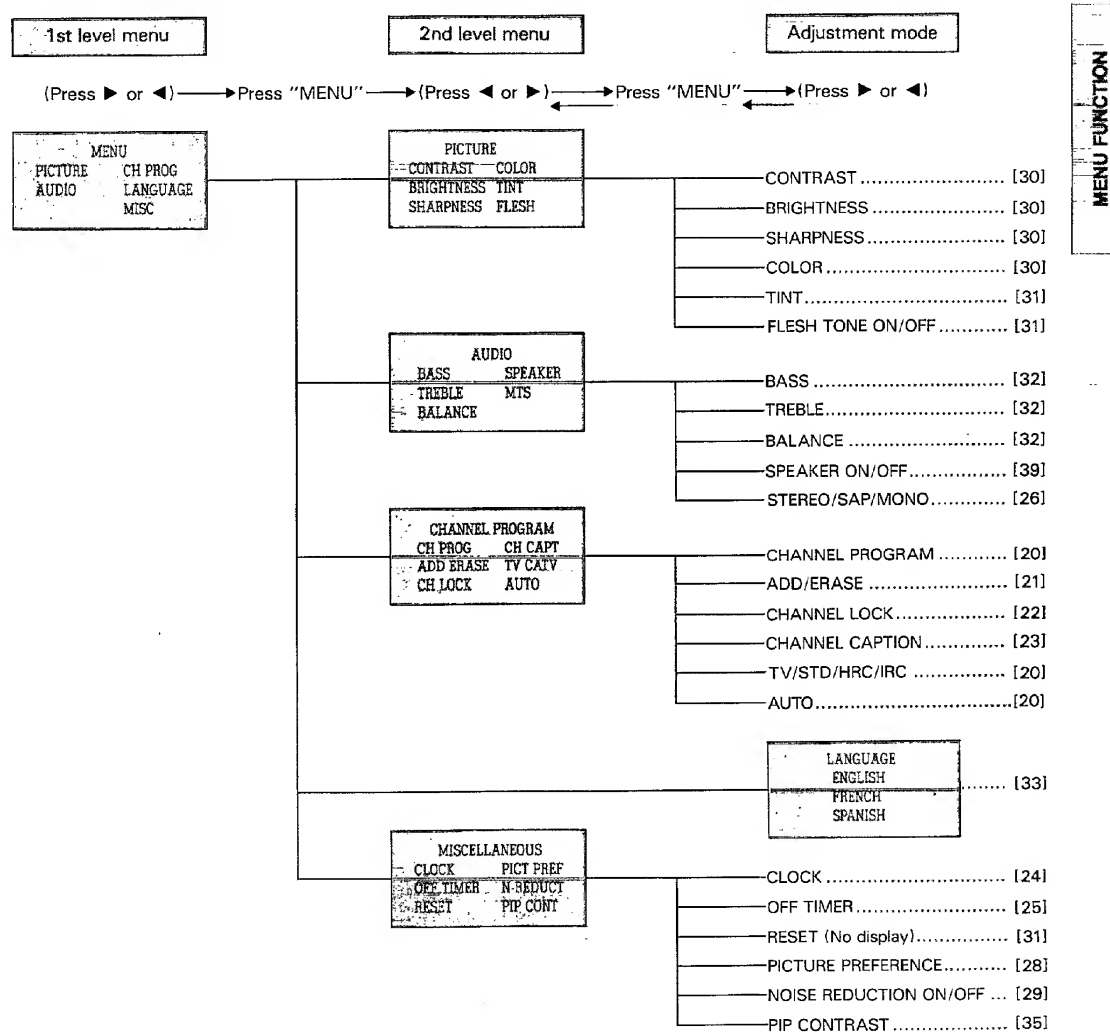 1st level menu
2nd level menu
Adjustment mode
(Press ▶ or ◀) Press "MENU" (Press ◀ or ▶) Press "MENU" (Press ▶ or ◀)
MENU FUNCTION
MENU
PICTURE CH PROG
AUDIO LANGUAGE
MISC
PICTURE
CONTRAST COLOR
BRIGHTNESS TINT
SHARPNESS FLESH
CONTRAST ........................ [30]
BRIGHTNESS ...................... [30]
SHARPNESS ....................... [30]
COLOR ........................... [30]
TINT ............................ [31]
FLESH TONE ON/OFF ............ [31]
AUDIO
BASS SPEAKER
TREBLE MTS
BALANCE
BASS ............................ [32]
TREBLE .......................... [32]
BALANCE ......................... [32]
SPEAKER ON/OFF ................ [39]
STEREO/SAP/MONO ............. [26]
CHANNEL PROGRAM
CH PROG CH CAPT
ADD ERASE TV CATV
CH LOCK AUTO
CHANNEL PROGRAM ............ [20]
ADD/ERASE ...................... [21]
CHANNEL LOCK .................. [22]
CHANNEL CAPTION .............. [23]
TV/STD/HRC/IRC ................ [20]
AUTO ............................ [20]
LANGUAGE
ENGLISH
FRENCH
SPANISH
........ [33]
MISCELLANEOUS
CLOCK PICT PREF
OFF TIMER N-REDUCT
RESET PIP CONT
CLOCK ........................... [24]
OFF TIMER ....................... [25]
RESET (No display) ............... [31]
PICTURE PREFERENCE ........... [28]
NOISE REDUCTION ON/OFF ... [29]
PIP CONTRAST ................... [35]